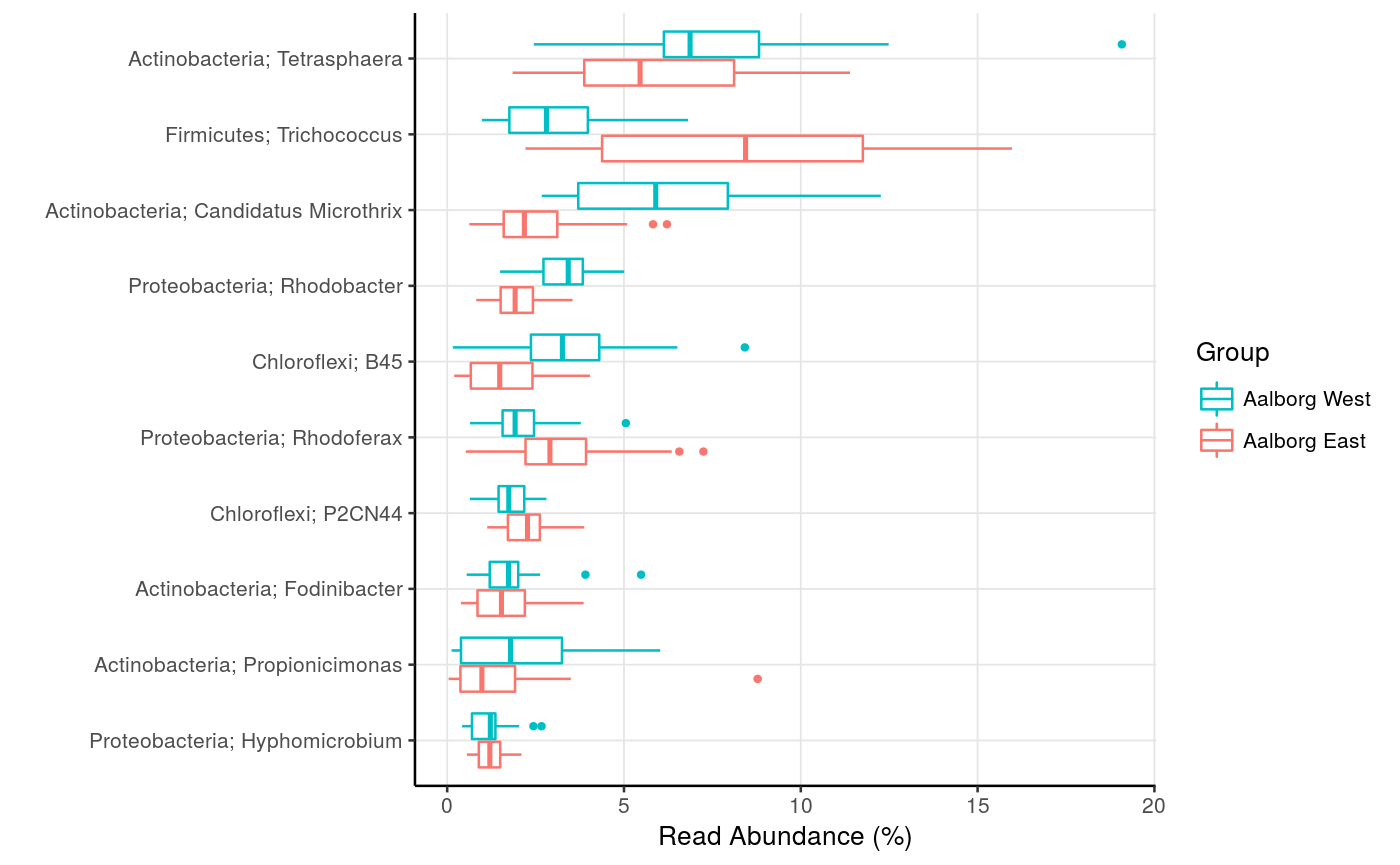 Actinobacteria; Tetrasphaera
Firmicutes; Trichococcus
Actinobacteria; Candidatus Microthrix
Proteobacteria; Rhodobacter
Chloroflexi; B45
Proteobacteria; Rhodoferax
Chloroflexi; P2CN44
Actinobacteria; Fodinibacter
Actinobacteria; Propionicimonas
Proteobacteria; Hyphomicrobium
0 5 10 15 20
Read Abundance (%)
Group
Aalborg West
Aalborg East